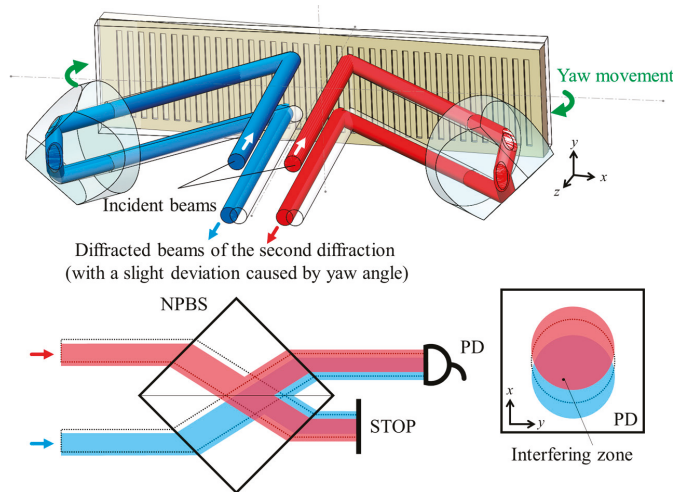 Yaw movement
y
x
z
Incident beams
Diffracted beams of the second diffraction
(with a slight deviation caused by yaw angle)
NPBS
PD
STOP
x
y
PD
Interfering zone